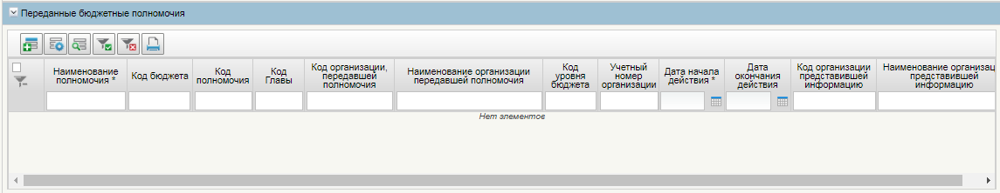 Переданные бюджетные полномочия
Наименование
полномочия *
Код бюджета
Код
полномочия
Код
Главы
Код организации,
передавшей
полномочия
Наименование организации
передавшей полномочия
Код
уровня
бюджета
Учетный
номер
организации
Дата начала
действия *
Дата
окончания
действия
Код организации
представившей
информацию
Наименование организац
представившей
информацию
Нет элементов